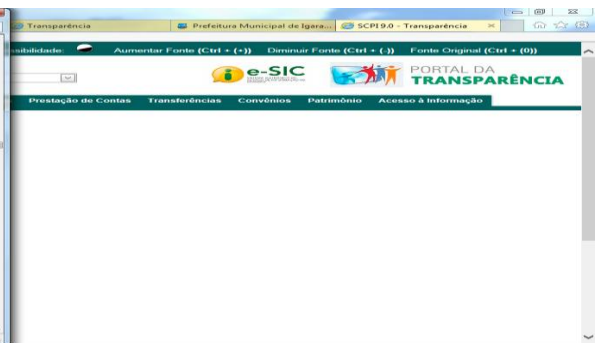 Transparência
Prefeitura Municipal de Igara...
SCPI 9.0 - Transparência
ssibilidade:
Aumentar Fonte (Ctrl + (+))
Diminuir Fonte (Ctrl + (-))
Fonte Original (Ctrl + (0))
e-SIC
PORTAL DA
TRANSPARÊNCIA
Prestação de Contas
Transferências
Convênios
Patrimônio
Acesso à Informação